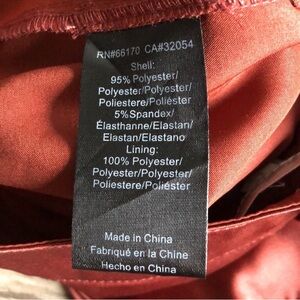 RN#66170 CA#32054
Shell:
95% Polyester/
Polyester/Polyester/
Poliestere/Poliéster
5%Spandex/
Élasthanne/Elastan/
Elastan/Elastano
Lining:
100% Polyester/
Polyester/Polyester/
Poliestere/Poliéster
Made in China
Fabriqué en la Chine
Hecho en China